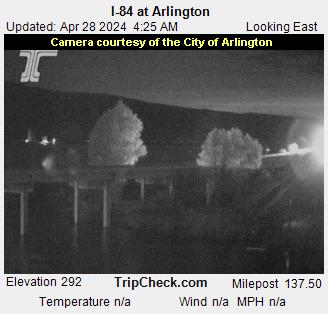 I-84 at Arlington
Updated: Apr 28 2024 4:25 AM Looking East
Camera courtesy of the City of Arlington
Elevation 292 TripCheck.com Milepost 137.50
Temperature n/a Wind n/a MPH n/a